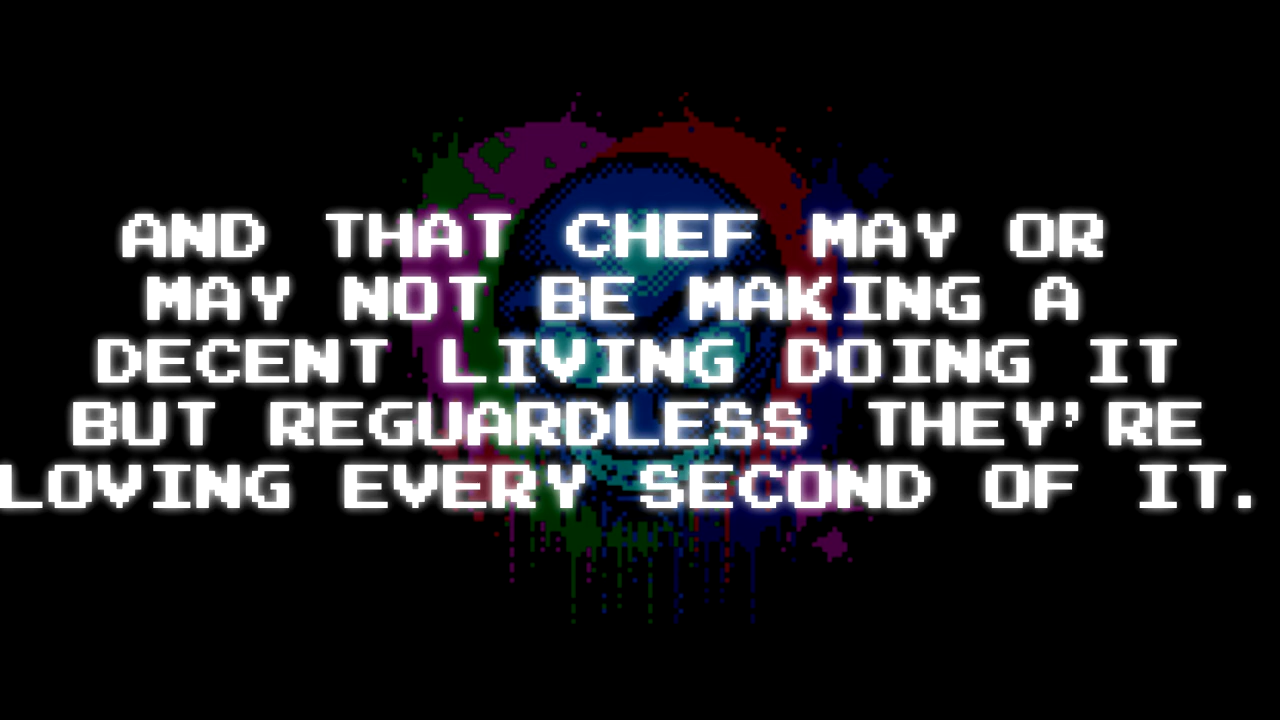 AND THAT CHEF MAY OR
MAY NOT BE MAKING A
DECENT LIVING DOING IT
BUT REGUARDLESS THEY'RE
LOVING EVERY SECOND OF IT.